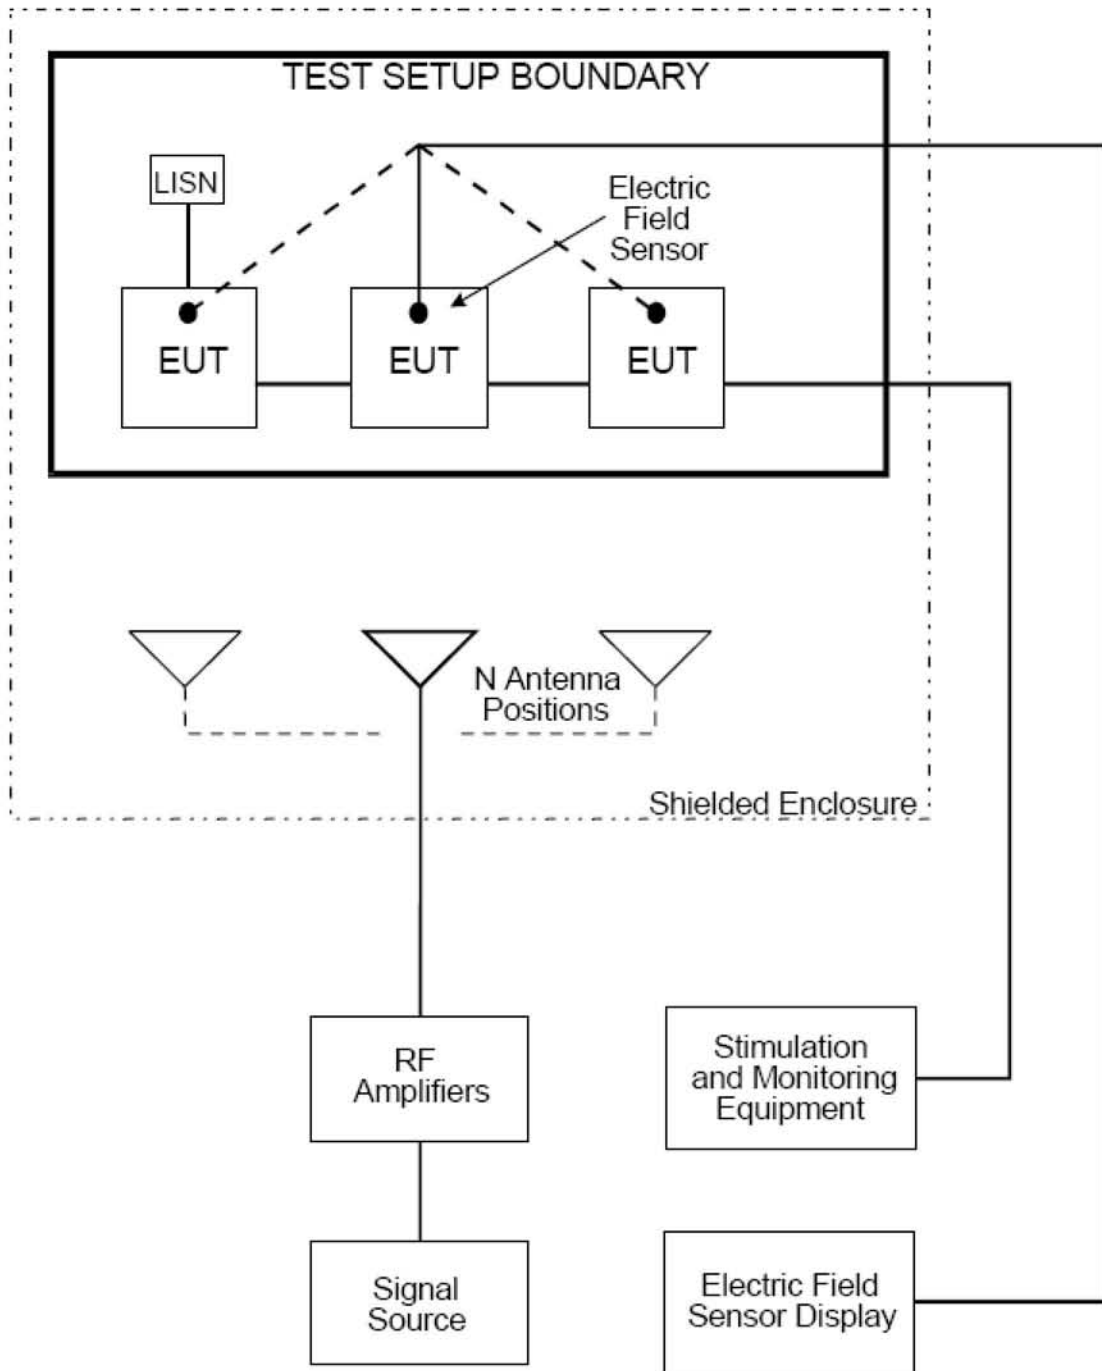 TEST SETUP BOUNDARY
LISN
Electric
Field
Sensor
EUT
EUT
EUT
N Antenna
Positions
Shielded Enclosure
RF
Amplifiers
Stimulation
and Monitoring
Equipment
Signal
Source
Electric Field
Sensor Display